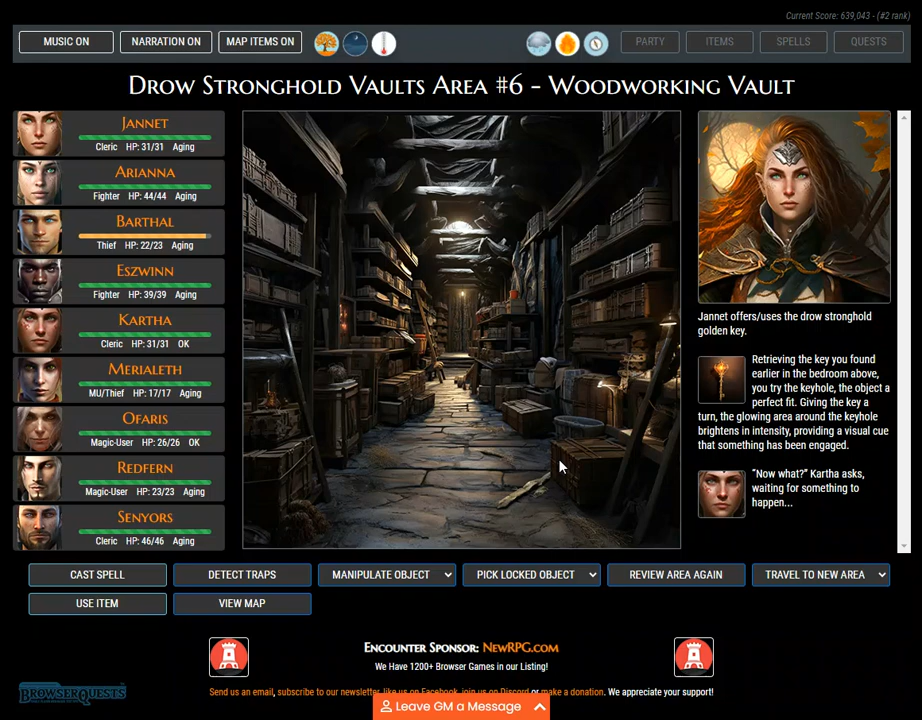 Current Score: 639,043 - (#2 rank)
MUSIC ON
NARRATION ON
MAP ITEMS ON
PARTY
ITEMS
SPELLS
QUESTS
Drow Stronghold Vaults Area #6 - Woodworking Vault
Jannet
Cleric HP: 31/31 Aging
Arianna
Fighter HP: 44/44 Aging
Barthal
Thief HP: 22/23 Aging
Eszwinn
Fighter HP: 39/39 Aging
Kartha
Cleric HP: 31/31 OK
Merialeth
MU/Thief HP: 17/17 Aging
Ofaris
Magic-User HP: 26/26 OK
Redfern
Magic-User HP: 23/23 Aging
Senyors
Cleric HP: 46/46 Aging
Jannet offers/uses the drow stronghold
golden key.
Retrieving the key you found
earlier in the bedroom above,
you try the keyhole, the object a
perfect fit. Giving the key a
turn, the glowing area around the keyhole
brightens in intensity, providing a visual cue
that something has been engaged.
“Now what?” Kartha asks,
waiting for something to
happen...
CAST SPELL
DETECT TRAPS
MANIPULATE OBJECT
PICK LOCKED OBJECT
REVIEW AREA AGAIN
TRAVEL TO NEW AREA
USE ITEM
VIEW MAP
Encounter Sponsor: NewRPG.com
We Have 1200+ Browser Games in our Listing!
BrowserQuests
Send us an email, subscribe to our newsletter, like us on Facebook, join us on Discord or make a donation. We appreciate your support!
Leave GM a Message